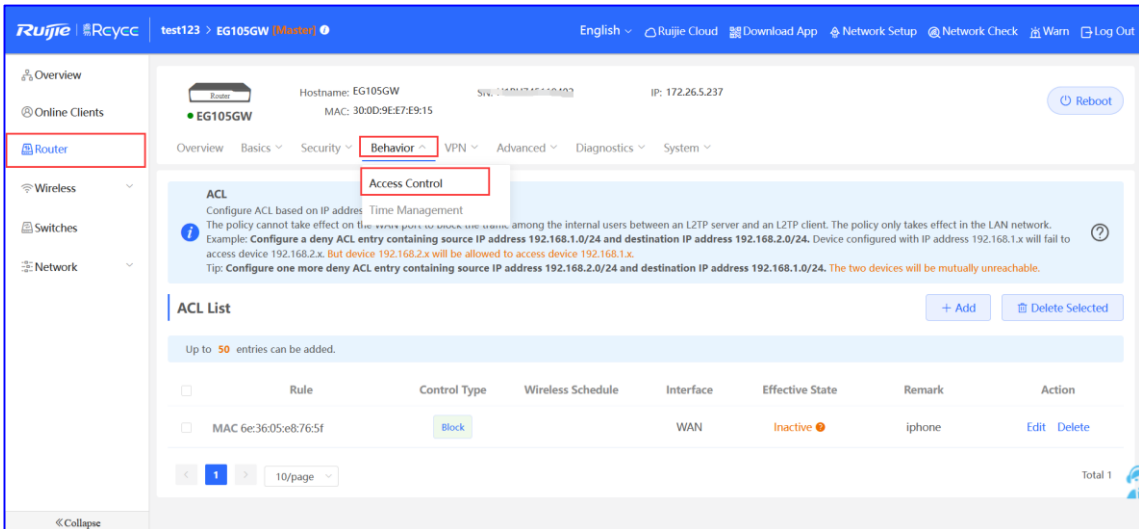 Ruijie Rcycc test123 > EG105GW [Master] English Ruijie Cloud Download App Network Setup Network Check Warn Log Out
Overview
Online Clients
Router
Wireless
Switches
Network
«Collapse
Router
EG105GW
Hostname: EG105GW
SN:
IP: 172.26.5.237
MAC: 30:0D:9E:E7:E9:15
Reboot
Overview Basics Security Behavior VPN Advanced Diagnostics System
Access Control
Time Management
ACL
Configure ACL based on IP addres
The policy cannot take effect on the WAN port to block the traffic among the internal users between an L2TP server and an L2TP client. The policy only takes effect in the LAN network.
Example: Configure a deny ACL entry containing source IP address 192.168.1.0/24 and destination IP address 192.168.2.0/24. Device configured with IP address 192.168.1.x will fail to
access device 192.168.2.x. But device 192.168.2.x will be allowed to access device 192.168.1.x.
Tip: Configure one more deny ACL entry containing source IP address 192.168.2.0/24 and destination IP address 192.168.1.0/24. The two devices will be mutually unreachable.
ACL List
+ Add
Delete Selected
Up to 50 entries can be added.
Rule Control Type Wireless Schedule Interface Effective State Remark Action
MAC 6e:36:05:e8:76:5f Block WAN Inactive iphone Edit Delete
< 1 > 10/page
Total 1